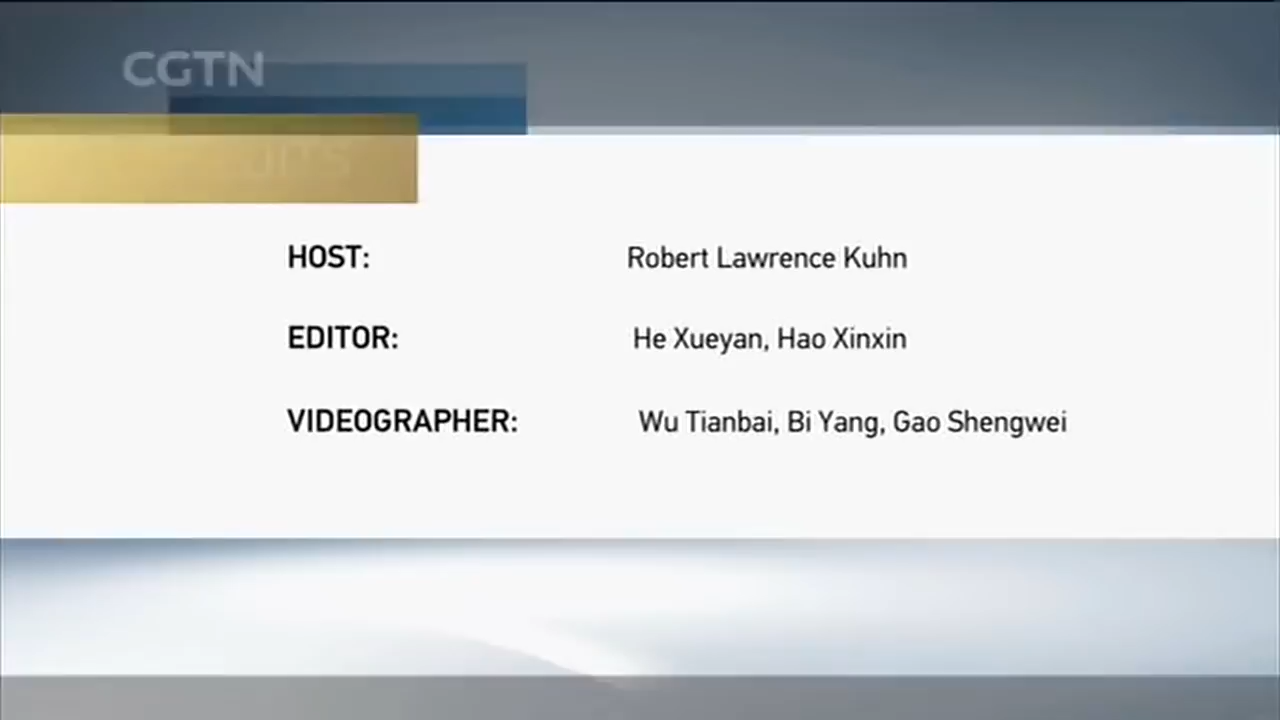 CGTN
HOST: Robert Lawrence Kuhn
EDITOR: He Xueyan, Hao Xinxin
VIDEOGRAPHER: Wu Tianbai, Bi Yang, Gao Shengwei